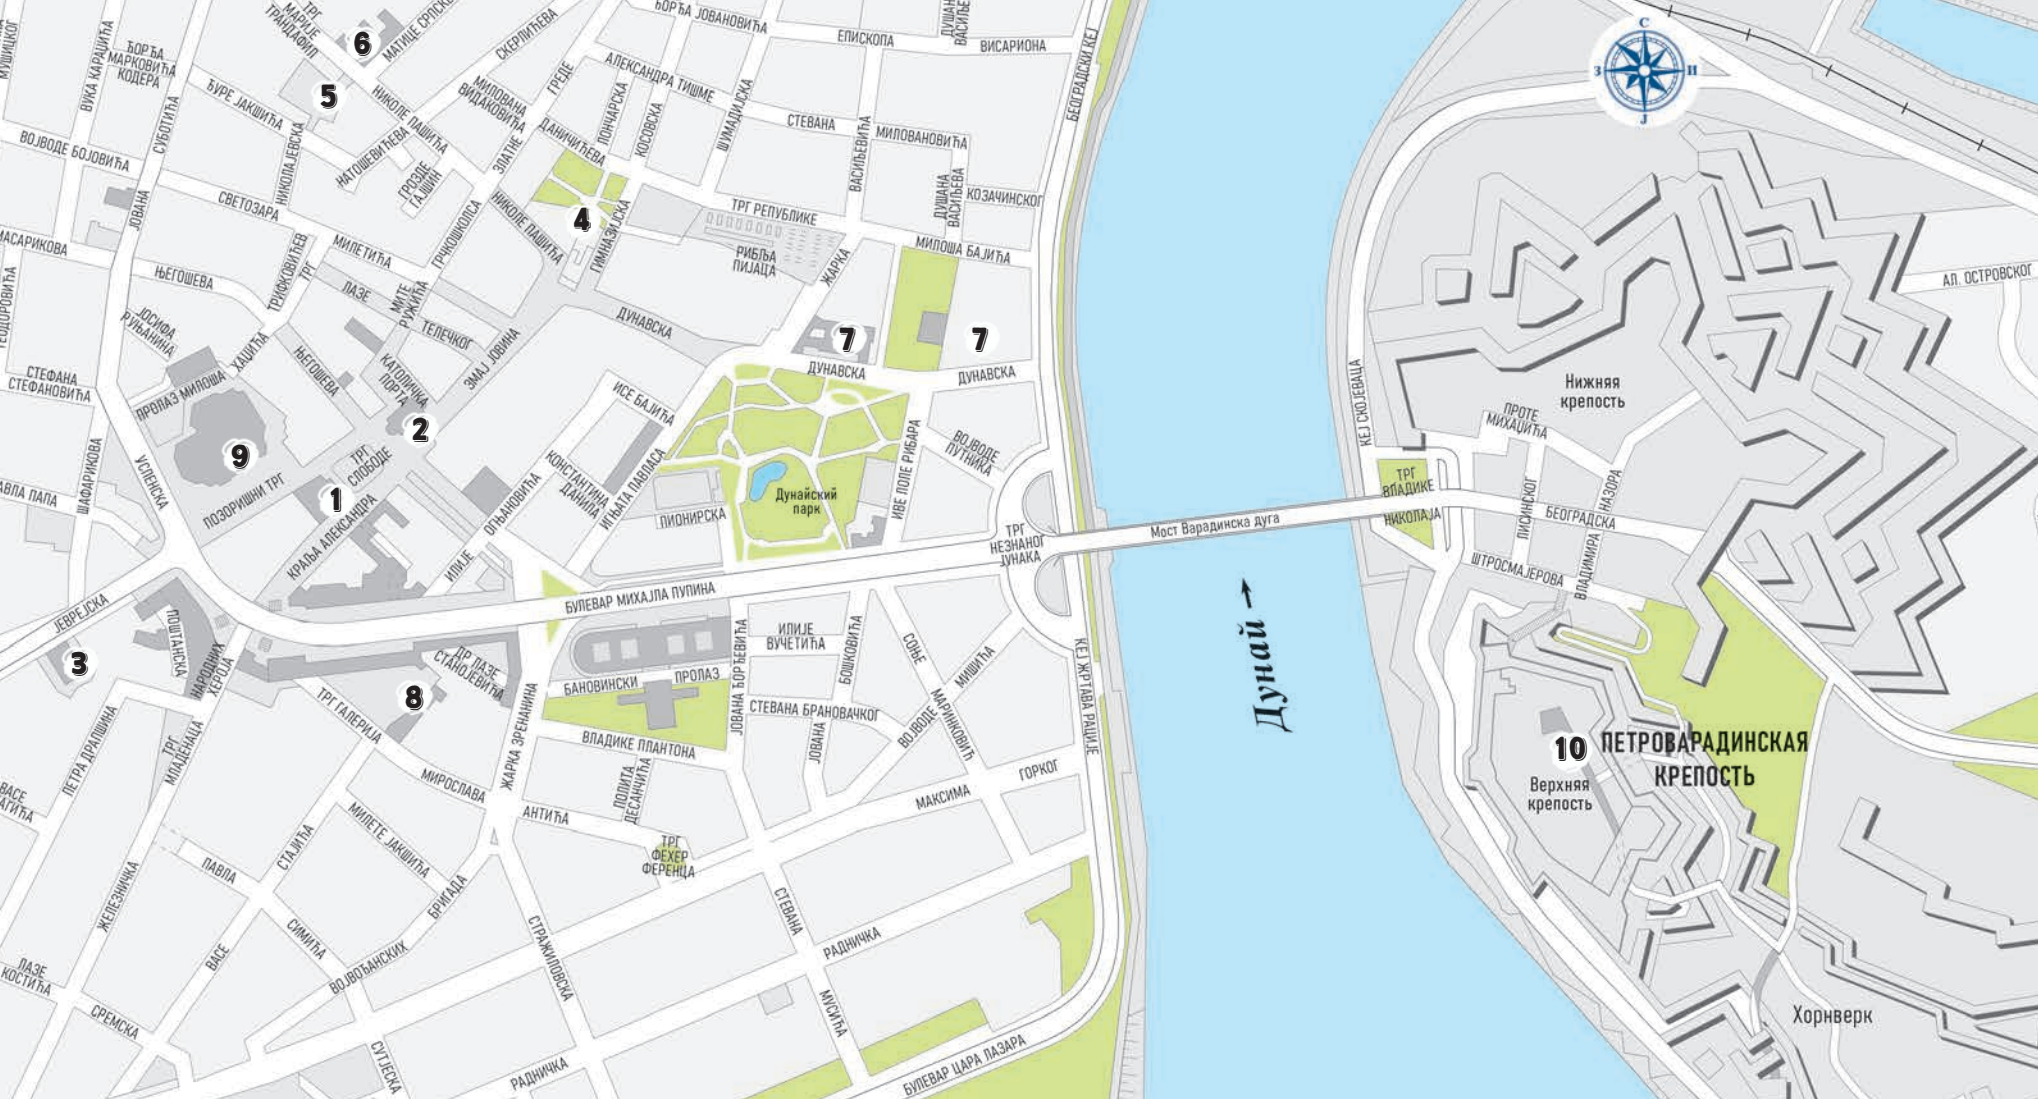 ТРГ
МАРИЈЕ
ТРАНДАФИЛ
6
МАТИЦЕ СРПСКЕ
СКЕРЛИЋЕВА
ЂОРЂА ЈОВАНОВИЋА
ЕПИСКОПА
ВИСАРИОНА
ДУШАНА
ВАСИЉЕВА
БЕОГРАДСКИ КЕЈ
С
З
И
Ј
ВУКА КАРАЏИЋА
ЂОРЂА
МАРКОВИЋА
КОДЕРА
СУБОТИЋА
ЂУРЕ ЈАКШИЋА
5
НИКОЛЕ ПАШИЋА
МИЛОВАНА
ВИДАКОВИЋА
ГРЕДЕ
АЛЕКСАНДРА ТИШМЕ
ЛОНЧАРСКА
КОСОВСКА
ШУМАДИЈСКА
СТЕВАНА
МИЛОВАНОВИЋА
ВОЈВОДЕ БОЈОВИЋА
НИКОЛАЈЕВСКА
НАТОШЕВИЋЕВА
ГРОЗДЕ
ГАЈШИН
ЗЛАТНЕ
ДАНИЧИЋЕВА
ВАСИЉЕВИЋА
ДУШАНА
ВАСИЉЕВА
КОЗАЧИНСКОГ
ЈОВАНА
СВЕТОЗАРА
МИЛЕТИЋА
ГРЧКОШКОЛСКА
НИКОЛЕ ПАШИЋА
4
ГИМНАЗИЈСКА
ТРГ РЕПУБЛИКЕ
РИБЉА
ПИЈАЦА
ЖАРКА
МИЛОША БАЈИЋА
МАСАРИКОВА
ЊЕГОШЕВА
ТРГ
ТРИФКОВИЋЕВ
ЛАЗЕ
ТЕЛЕЧКОГ
МИТЕ
РУЖИЋА
ЗМАЈ ЈОВИНА
ДУНАВСКА
7
7
ДУНАВСКА
ДУНАВСКА
АЛ. ОСТРОВСКОГ
ЈОСИФА
РУЊАНИНА
ХАЏИЋА
ПРОЛАЗ МИЛОША
ЊЕГОШЕВА
КАТОЛИЧКА
ПОРТА
2
СТЕФАНА
СТЕФАНОВИЋА
9
ТРГ
СЛОБОДЕ
ПОЗОРИШНИ ТРГ
1
КРАЉА АЛЕКСАНДРА
ИСЕ БАЈИЋА
КОНСТАНТИНА
ДАНИЛА
ИГЊАТА ПАВЛАСА
ПИОНИРСКА
Дунайский
парк
ИВЕ ЛОЛЕ РИБАРА
ВОЈВОДЕ
ПУТНИКА
ТРГ
НЕЗНАНОГ
ЈУНАКА
Мост Варадинска дуга
КЕЈ СКОЈЕВАЦА
Нижняя
крепость
ПРОТЕ
МИХАЏИЋА
ТРГ
ВЛАДИКЕ
НИКОЛАЈА
БЕОГРАДСКА
ЛИСИНСКОГ
ВЛАДИМИРА НАЗОРА
ШТРОСМАЈЕРОВА
ШАФАРИКОВА
УСПЕНСКА
ИЛИЈЕ
ОГЊАНОВИЋА
БУЛЕВАР МИХАЈЛА ПУПИНА
ЈЕВРЕЈСКА
3
ПОШТАНСКА
НАРОДНИХ
ХЕРОЈА
ДР ЛАЗЕ
СТАНОЈЕВИЋА
8
ТРГ ГАЛЕРИЈА
ЖАРКА ЗРЕНАНИНА
БАНОВИНСКИ
ПРОЛАЗ
ЈОВАНА ЂОРЂЕВИЋА
ИЛИЈЕ
ВУЧЕТИЋА
БОШКОВИЋА
СТЕВАНА БРАНОВАЧКОГ
ЈОВАНА
СОЊЕ
МАРИНКОВИЋ
ВОЈВОДЕ
МИШИЋА
КЕЈ ЖРТАВА РАЦИЈЕ
Дунай
10
ПЕТРОВАРАДИНСКАЯ
КРЕПОСТЬ
Верхняя
крепость
ПЕТРА ДРАПШИНА
ТРГ
МЛАДЕНАЦА
МИРОСЛАВА
АНТИЋА
ВЛАДИКЕ ПЛАТОНА
ПОЛИТА
ДЕСАНЧИЋА
ТРГ
ФЕХЕР
ФЕРЕНЦА
МАКСИМА
ГОРКОГ
ПАВЛА
СТАЈИЋА
МИЛЕТЕ ЈАКШИЋА
ЖЕЛЕЗНИЧКА
ВАСЕ
СИМИЋА
ВОЈВОЂАНСКИХ
БРИГАДА
СТРАЖИЛОВСКА
СТЕВАНА
МУСИЋА
РАДНИЧКА
ЛАЗЕ
КОСТИЋА
СРЕМСКА
СУТЈЕСКА
РАДНИЧКА
БУЛЕВАР ЦАРА ЛАЗАРА
Хорнверк